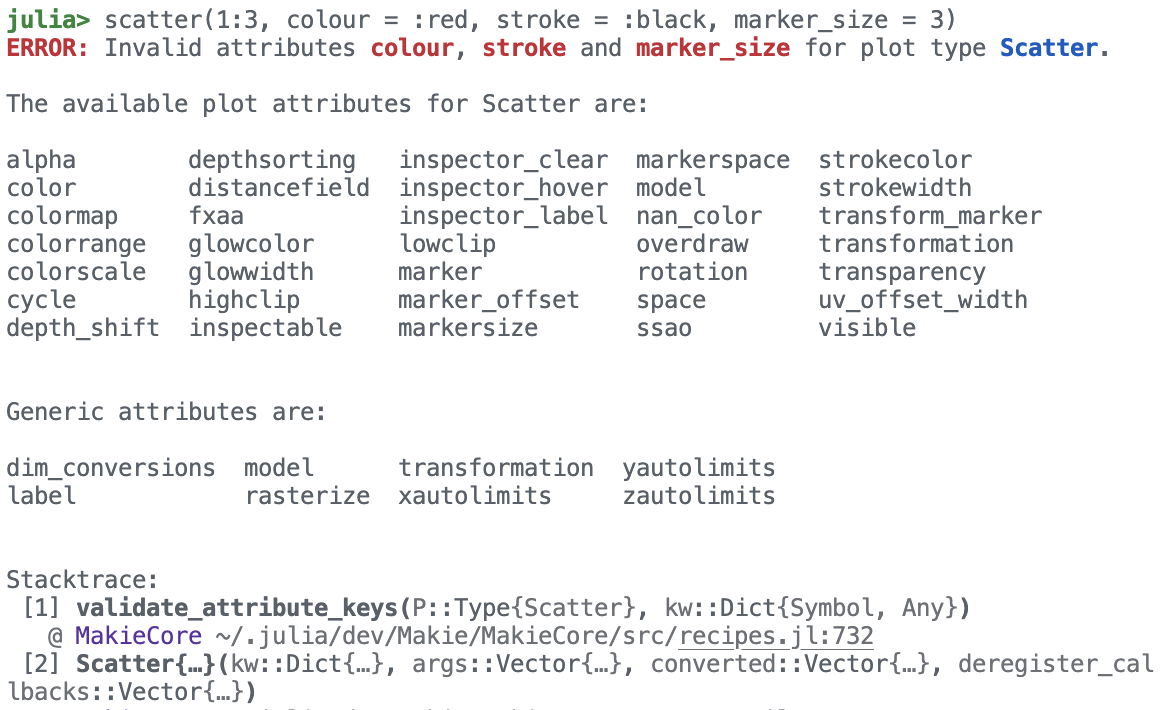 julia> scatter(1:3, colour = :red, stroke = :black, marker_size = 3)
ERROR: Invalid attributes colour, stroke and marker_size for plot type Scatter.
The available plot attributes for Scatter are:
alpha depthsorting inspector_clear markerspace strokecolor
color distancefield inspector_hover model strokewidth
colormap fxaa inspector_label nan_color transform_marker
colorrange glowcolor lowclip overdraw transformation
colorscale glowwidth marker rotation transparency
cycle highclip marker_offset space uv_offset_width
depth_shift inspectable markersize ssao visible
Generic attributes are:
dim_conversions model transformation yautolimits
label rasterize xautolimits zautolimits
Stacktrace:
[1] validate_attribute_keys(P::Type{Scatter}, kw::Dict{Symbol, Any})
@ MakieCore ~/.julia/dev/Makie/MakieCore/src/recipes.jl:732
[2] Scatter{…}(kw::Dict{…}, args::Vector{…}, converted::Vector{…}, deregister_cal
lbacks::Vector{…})